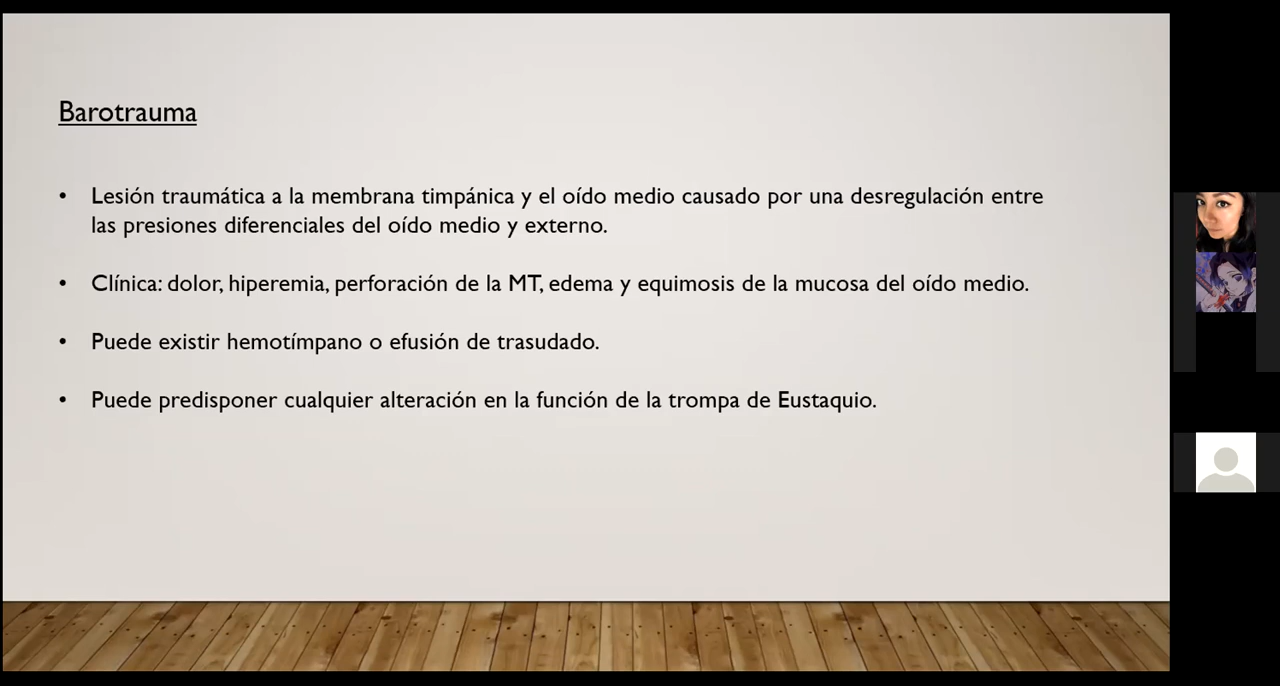 Barotrauma
• Lesión traumática a la membrana timpánica y el oído medio causado por una desregulación entre
las presiones diferenciales del oído medio y externo.
• Clínica: dolor, hiperemia, perforación de la MT, edema y equimosis de la mucosa del oído medio.
• Puede existir hemotímpano o efusión de trasudado.
• Puede predisponer cualquier alteración en la función de la trompa de Eustaquio.